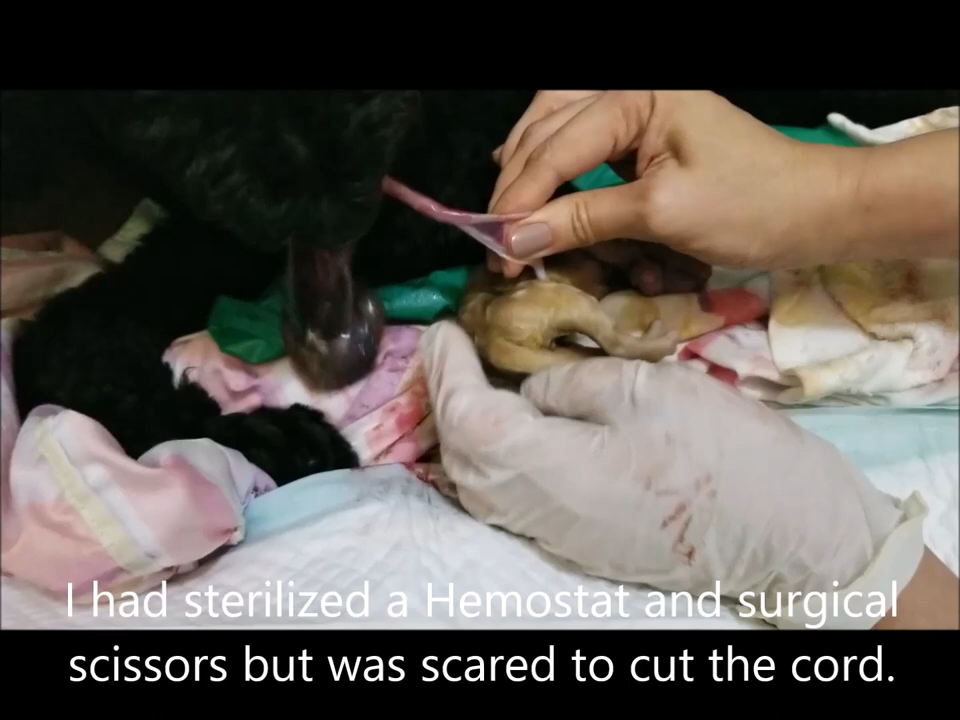 I had sterilized a Hemostat and surgical
scissors but was scared to cut the cord.